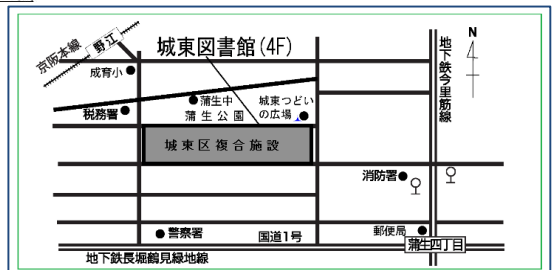 京阪本線
野江
城東図書館(4F)
地下鉄今里筋線
N
成育小
蒲生中
城東つどい
の広場
税務署
蒲生公園
城東区複合施設
消防署
警察署
国道1号
郵便局
蒲生四丁目
地下鉄長堀鶴見緑地線